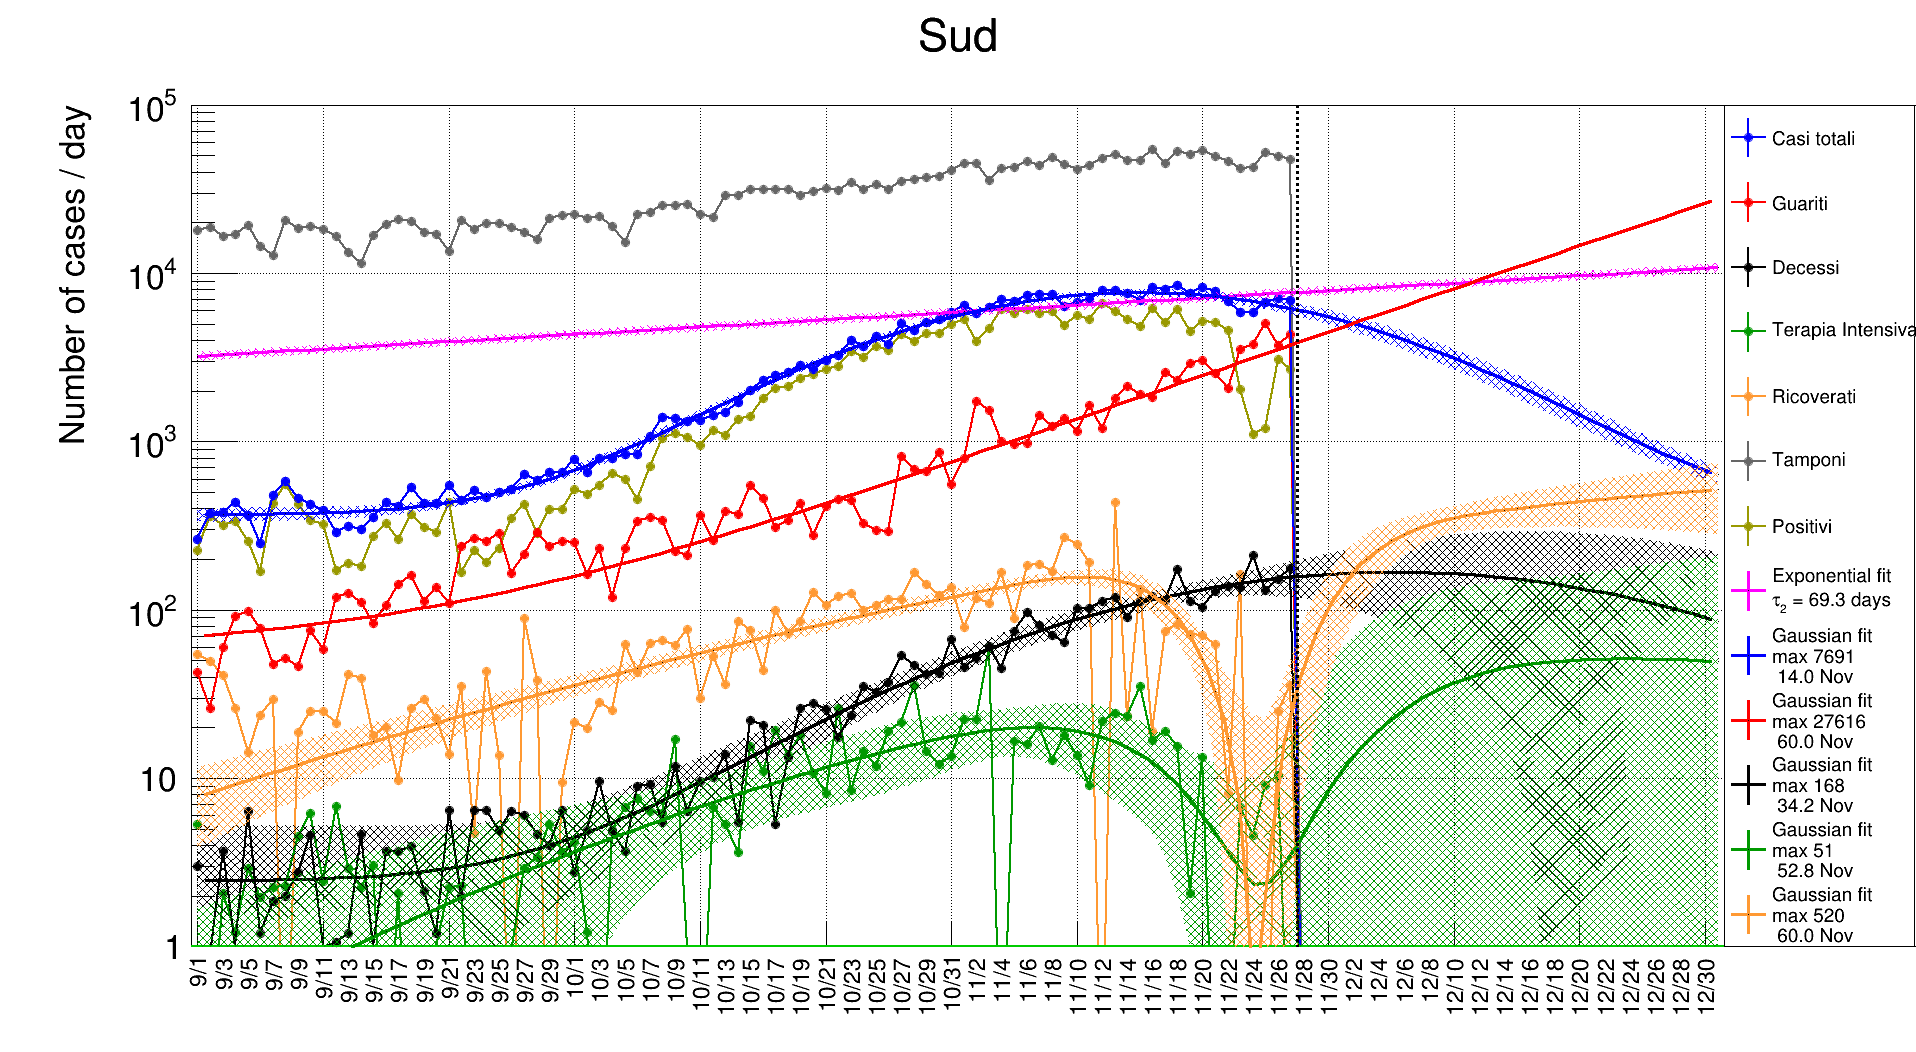 Sud
Number of cases / day
10^5
10^4
10^3
10^2
10
1
9/1
9/3
9/5
9/7
9/9
9/11
9/13
9/15
9/17
9/19
9/21
9/23
9/25
9/27
9/29
10/1
10/3
10/5
10/7
10/9
10/11
10/13
10/15
10/17
10/19
10/21
10/23
10/25
10/27
10/29
10/31
11/2
11/4
11/6
11/8
11/10
11/12
11/14
11/16
11/18
11/20
11/22
11/24
11/26
11/28
11/30
12/2
12/4
12/6
12/8
12/10
12/12
12/14
12/16
12/18
12/20
12/22
12/24
12/26
12/28
12/30
Casi totali
Guariti
Decessi
Terapia Intensiva
Ricoverati
Tamponi
Positivi
Exponential fit
τ2 = 69.3 days
Gaussian fit
max 7691
14.0 Nov
Gaussian fit
max 27616
60.0 Nov
Gaussian fit
max 168
34.2 Nov
Gaussian fit
max 51
52.8 Nov
Gaussian fit
max 520
60.0 Nov